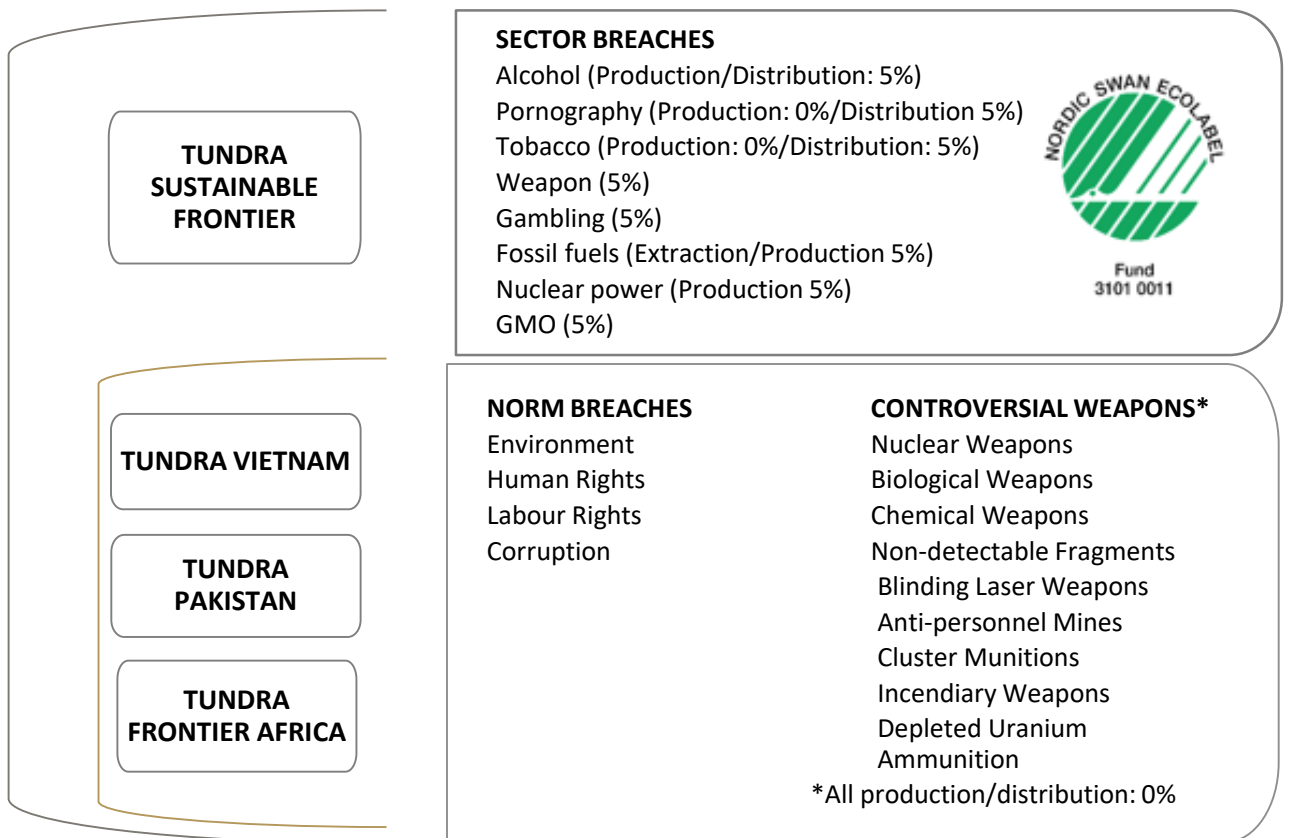 TUNDRA
SUSTAINABLE
FRONTIER
SECTOR BREACHES
Alcohol (Production/Distribution: 5%)
Pornography (Production: 0%/Distribution 5%)
Tobacco (Production: 0%/Distribution: 5%)
Weapon (5%)
Gambling (5%)
Fossil fuels (Extraction/Production 5%)
Nuclear power (Production 5%)
GMO (5%)
NORDIC SWAN ECOLABEL
Fund
3101 0011
TUNDRA VIETNAM
TUNDRA
PAKISTAN
TUNDRA
FRONTIER AFRICA
NORM BREACHES
Environment
Human Rights
Labour Rights
Corruption
CONTROVERSIAL WEAPONS*
Nuclear Weapons
Biological Weapons
Chemical Weapons
Non-detectable Fragments
Blinding Laser Weapons
Anti-personnel Mines
Cluster Munitions
Incendiary Weapons
Depleted Uranium
Ammunition
*All production/distribution: 0%